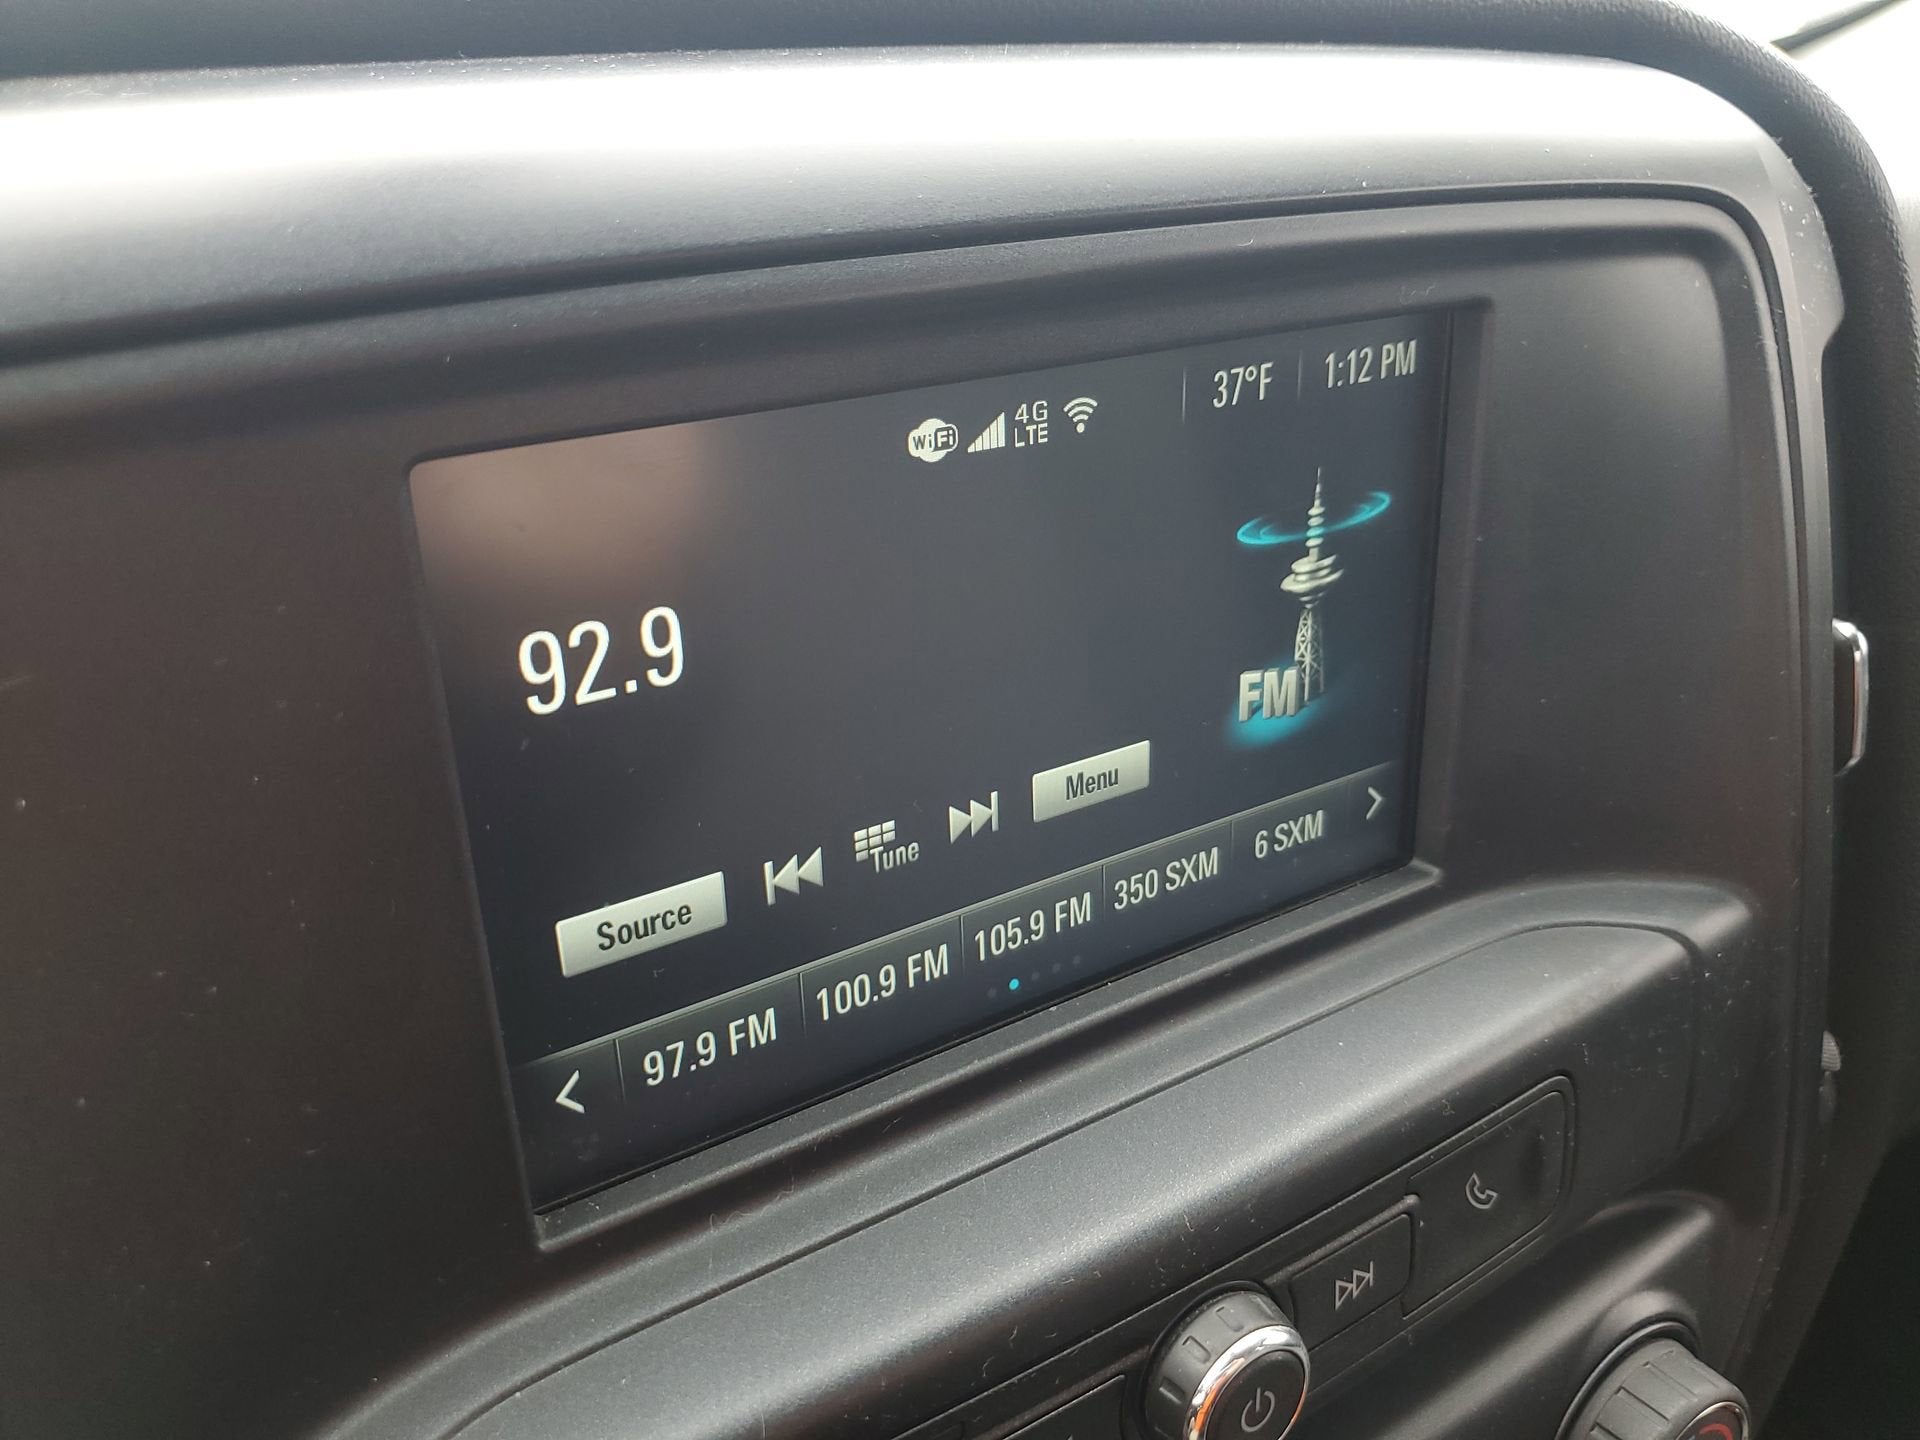 WiFi 4G LTE 37°F 1:12 PM
92.9
FM
Source Tune Menu
97.9 FM 100.9 FM 105.9 FM 350 SXM 6 SXM